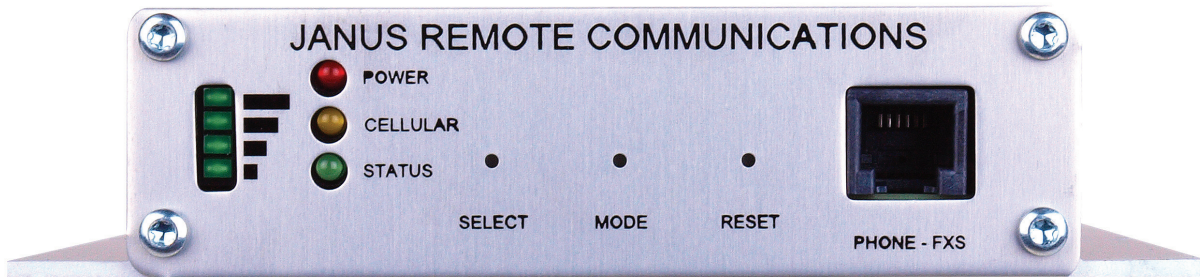 JANUS REMOTE COMMUNICATIONS
POWER
CELLULAR
STATUS
SELECT MODE RESET
PHONE - FXS